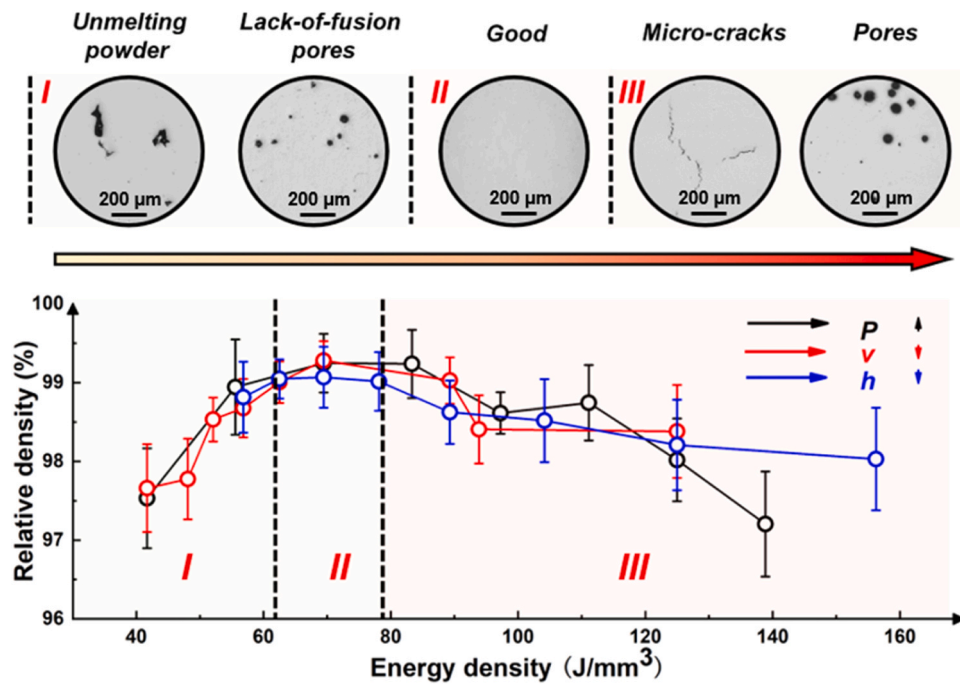 Unmelting
powder
Lack-of-fusion
pores
Good
Micro-cracks
Pores
I
II
III
200 µm
200 µm
200 µm
200 µm
200 µm
100
99
98
97
96
Relative density (%)
P
v
h
I
II
III
40
60
80
100
120
140
160
Energy density (J/mm³)